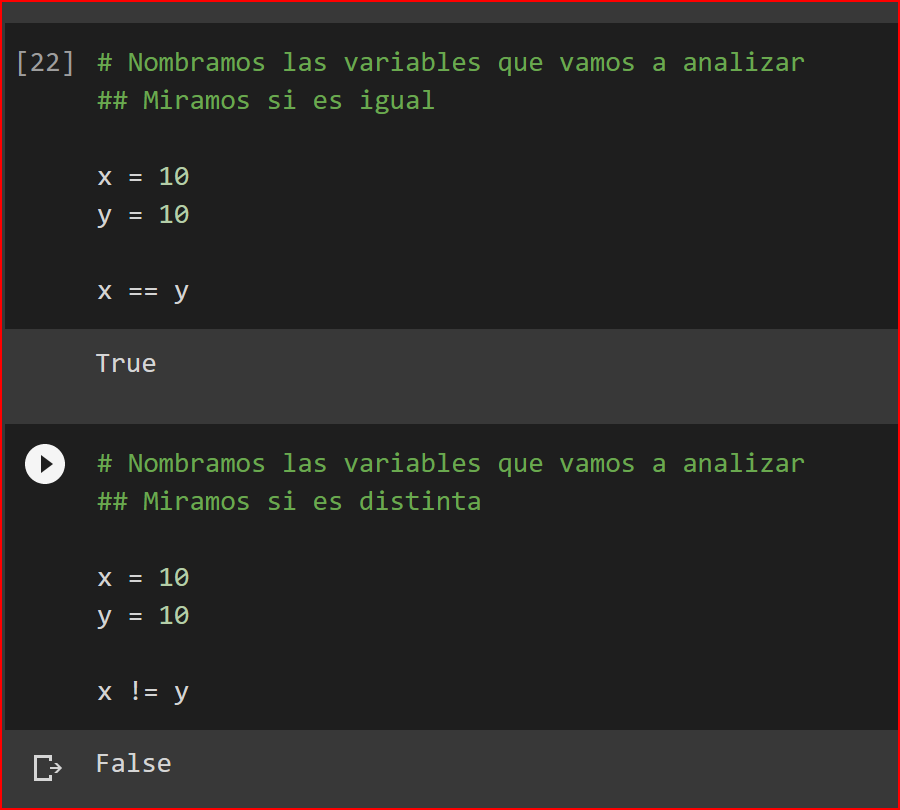 [22] # Nombramos las variables que vamos a analizar
## Miramos si es igual
x = 10
y = 10
x == y
True
# Nombramos las variables que vamos a analizar
## Miramos si es distinta
x = 10
y = 10
x != y
False